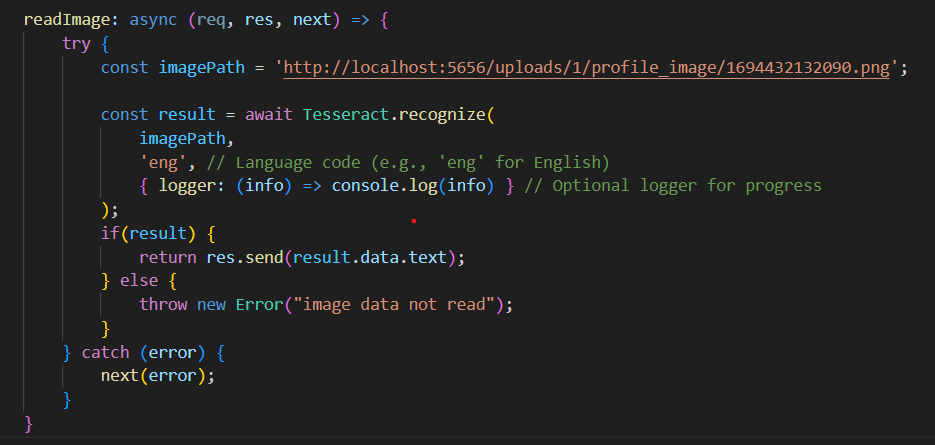 readImage: async (req, res, next) => {
    try {
        const imagePath = 'http://localhost:5656/uploads/1/profile_image/1694432132090.png';

        const result = await Tesseract.recognize(
            imagePath,
            'eng', // Language code (e.g., 'eng' for English)
            { logger: (info) => console.log(info) } // Optional logger for progress
        );
        if(result) {
            return res.send(result.data.text);
        } else {
            throw new Error("image data not read");
        }
    } catch (error) {
        next(error);
    }
}